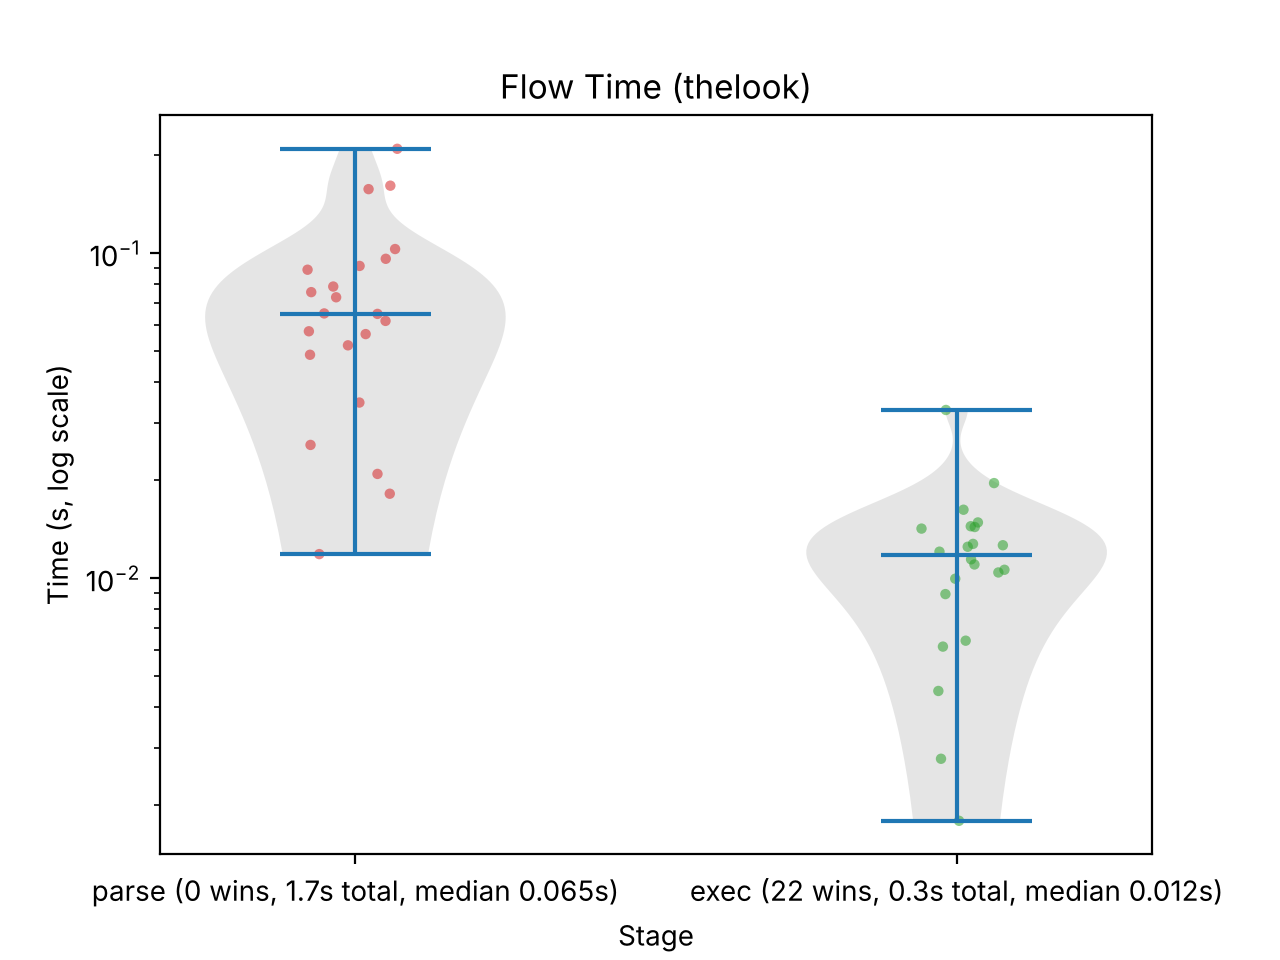 Flow Time (thelook)
Time (s, log scale)
10⁻¹
10⁻²
parse (0 wins, 1.7s total, median 0.065s)
exec (22 wins, 0.3s total, median 0.012s)
Stage